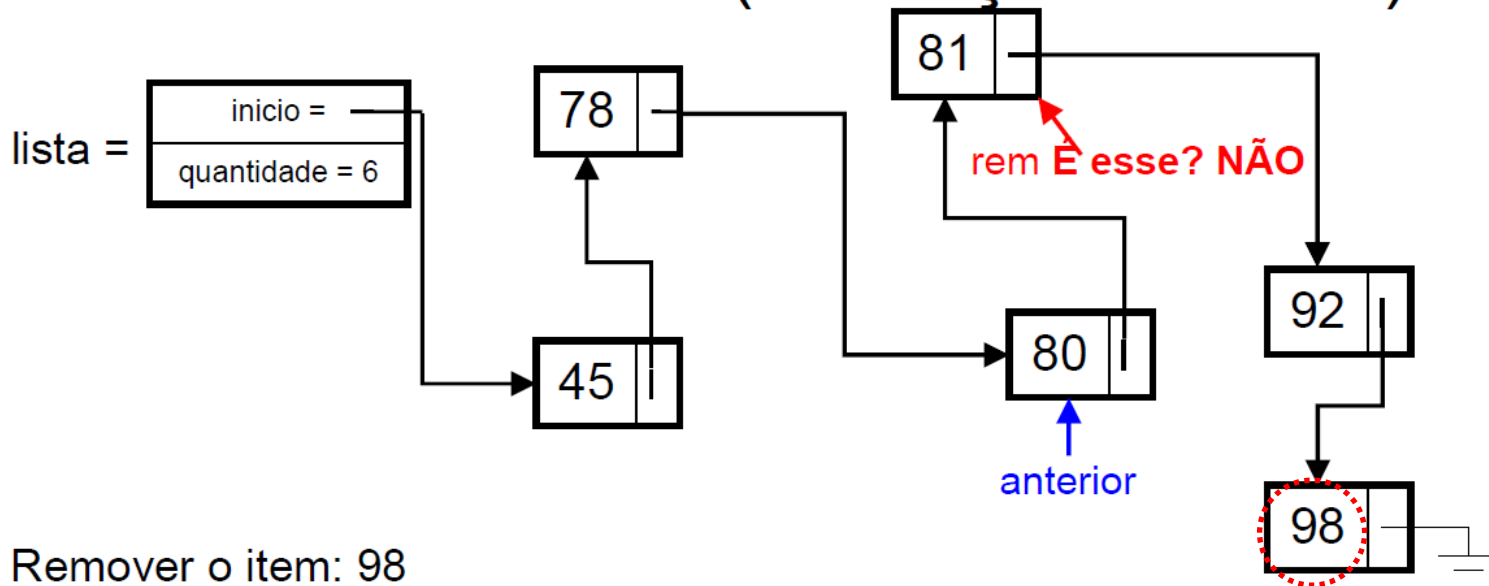 81
78
inicio =
lista =
quantidade = 6
rem É esse? NÃO
92
80
45
anterior
98
Remover o item: 98